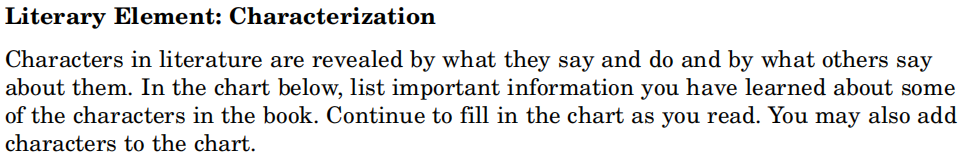 Literary Element: Characterization
Characters in literature are revealed by what they say and do and by what others say
about them. In the chart below, list important information you have learned about some
of the characters in the book. Continue to fill in the chart as you read. You may also add
characters to the chart.